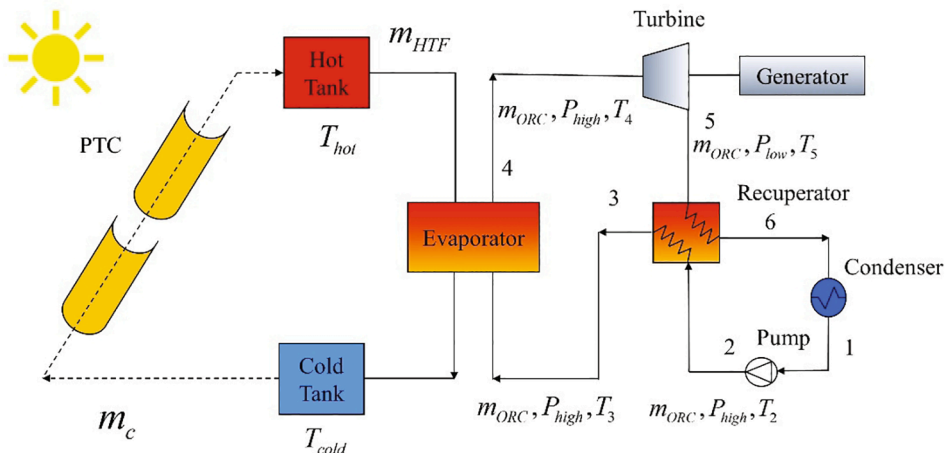 Turbine
m_HTF
Hot
Tank
Generator
m_ORC, P_high, T_4
5
PTC
T_hot
m_ORC, P_low, T_5
4
3
Recuperator
6
Evaporator
Condenser
2
Pump
1
Cold
Tank
m_c
T_cold
m_ORC, P_high, T_3
m_ORC, P_high, T_2